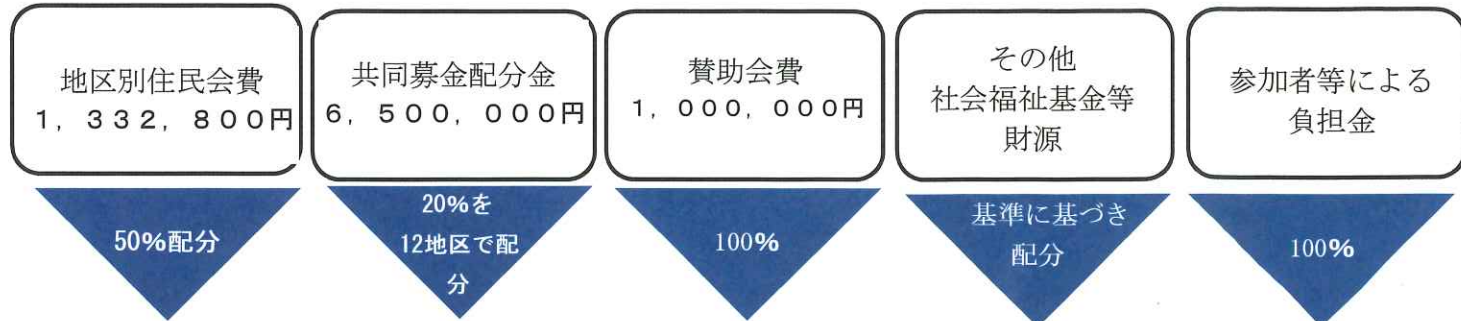 地区別住民会費
１，３３２，８００円
共同募金配分金
６，５００，０００円
賛助会費
１，０００，０００円
その他
社会福祉基金等
財源
参加者等による
負担金
50%配分
20%を
12地区で配
分
100%
基準に基づき
配分
100%